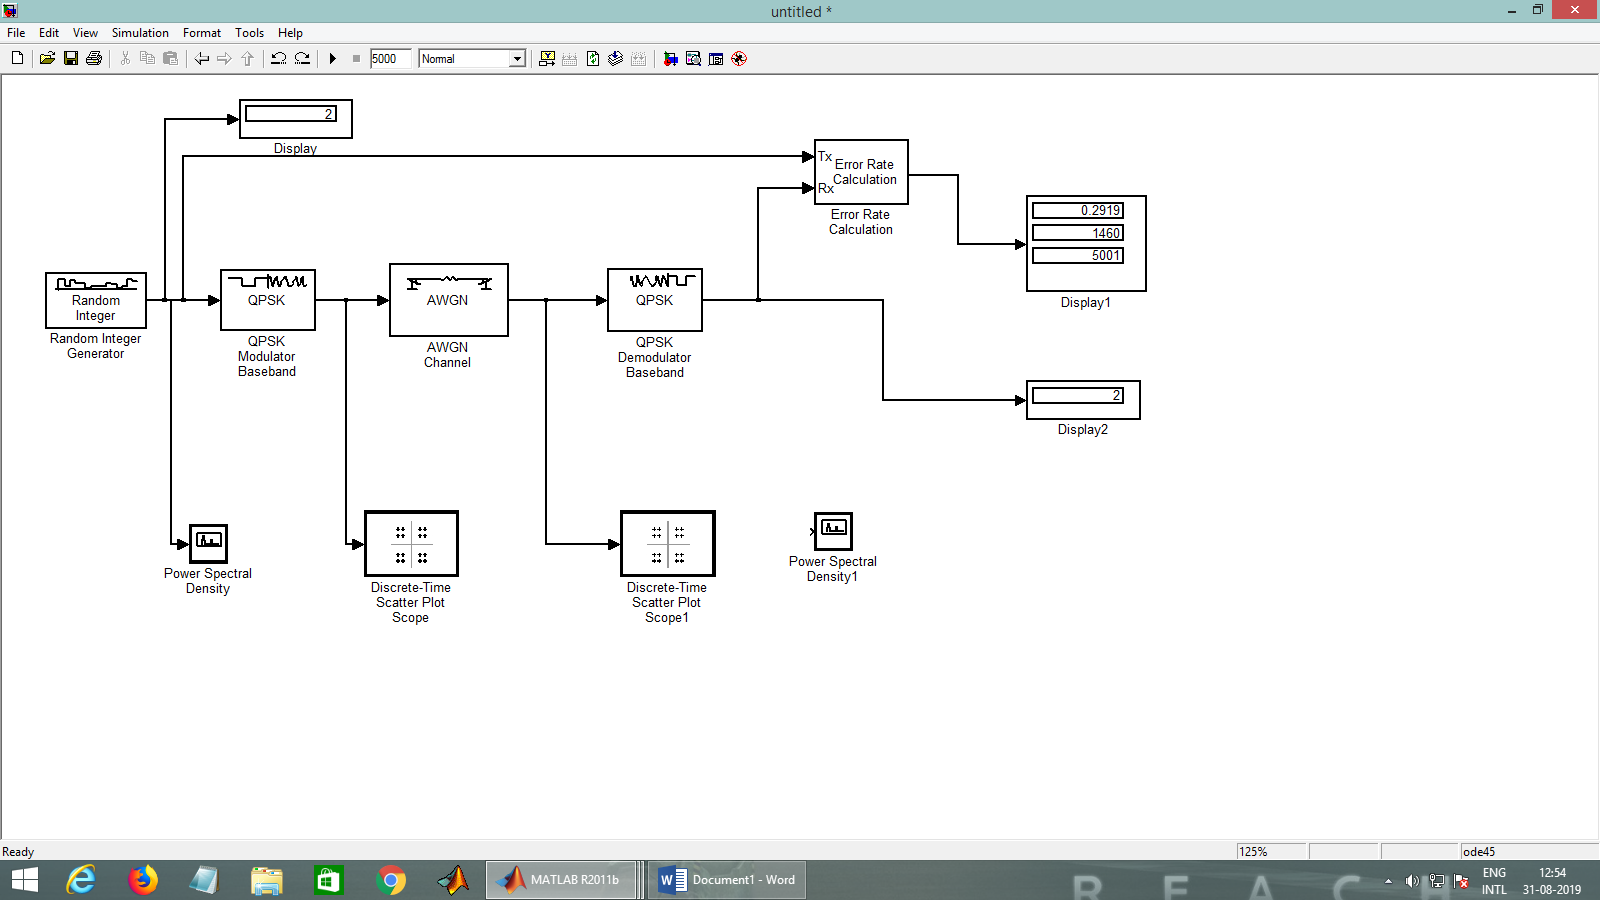 untitled *
File Edit View Simulation Format Tools Help
5000 Normal
2
Display
Tx
Rx
Error Rate
Calculation
Error Rate
Calculation
0.2919
1460
5001
Display1
Random
Integer
Random Integer
Generator
QPSK
QPSK
Modulator
Baseband
AWGN
AWGN
Channel
QPSK
QPSK
Demodulator
Baseband
2
Display2
Power Spectral
Density
Discrete-Time
Scatter Plot
Scope
Discrete-Time
Scatter Plot
Scope1
Power Spectral
Density1
Ready 125% ode45
MATLAB R2011b Document1 - Word
R E A C H
ENG 12:54
INTL 31-08-2019